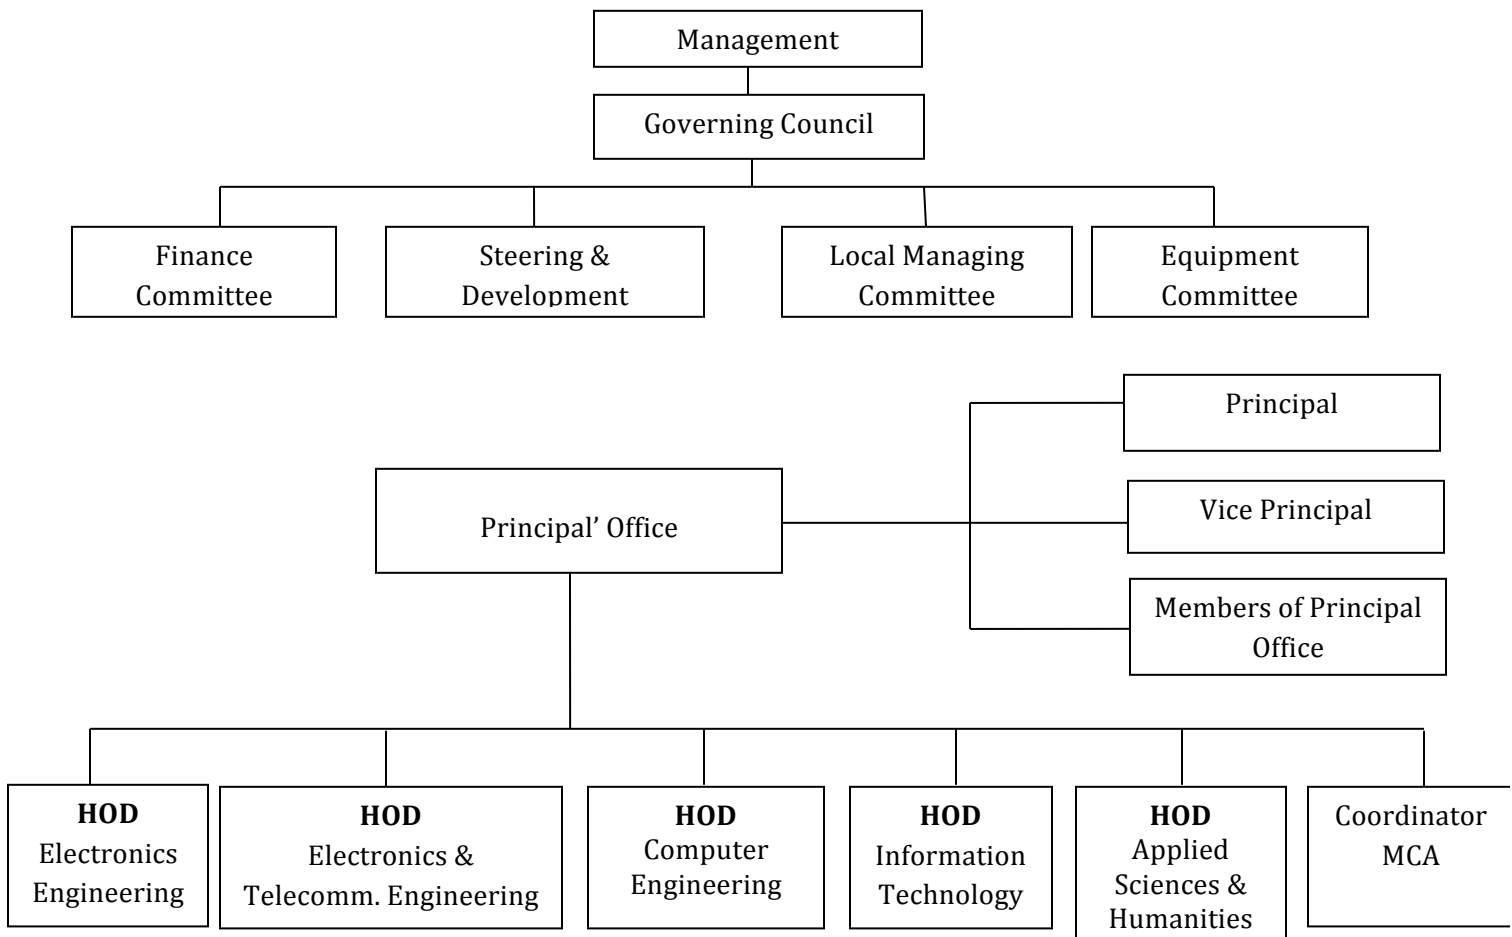 Management
Governing Council
Finance
Committee
Steering &
Development
Local Managing
Committee
Equipment
Committee
Principal
Principal’ Office
Vice Principal
Members of Principal
Office
HOD
Electronics
Engineering
HOD
Electronics &
Telecomm. Engineering
HOD
Computer
Engineering
HOD
Information
Technology
HOD
Applied
Sciences &
Humanities
Coordinator
MCA